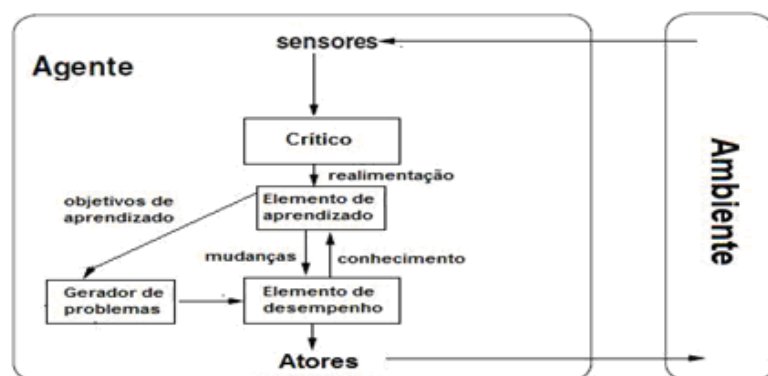 sensores
Agente
Crítico
realimentação
objetivos de
aprendizado
Elemento de
aprendizado
mudanças
conhecimento
Gerador de
problemas
Elemento de
desempenho
Atores
Ambiente